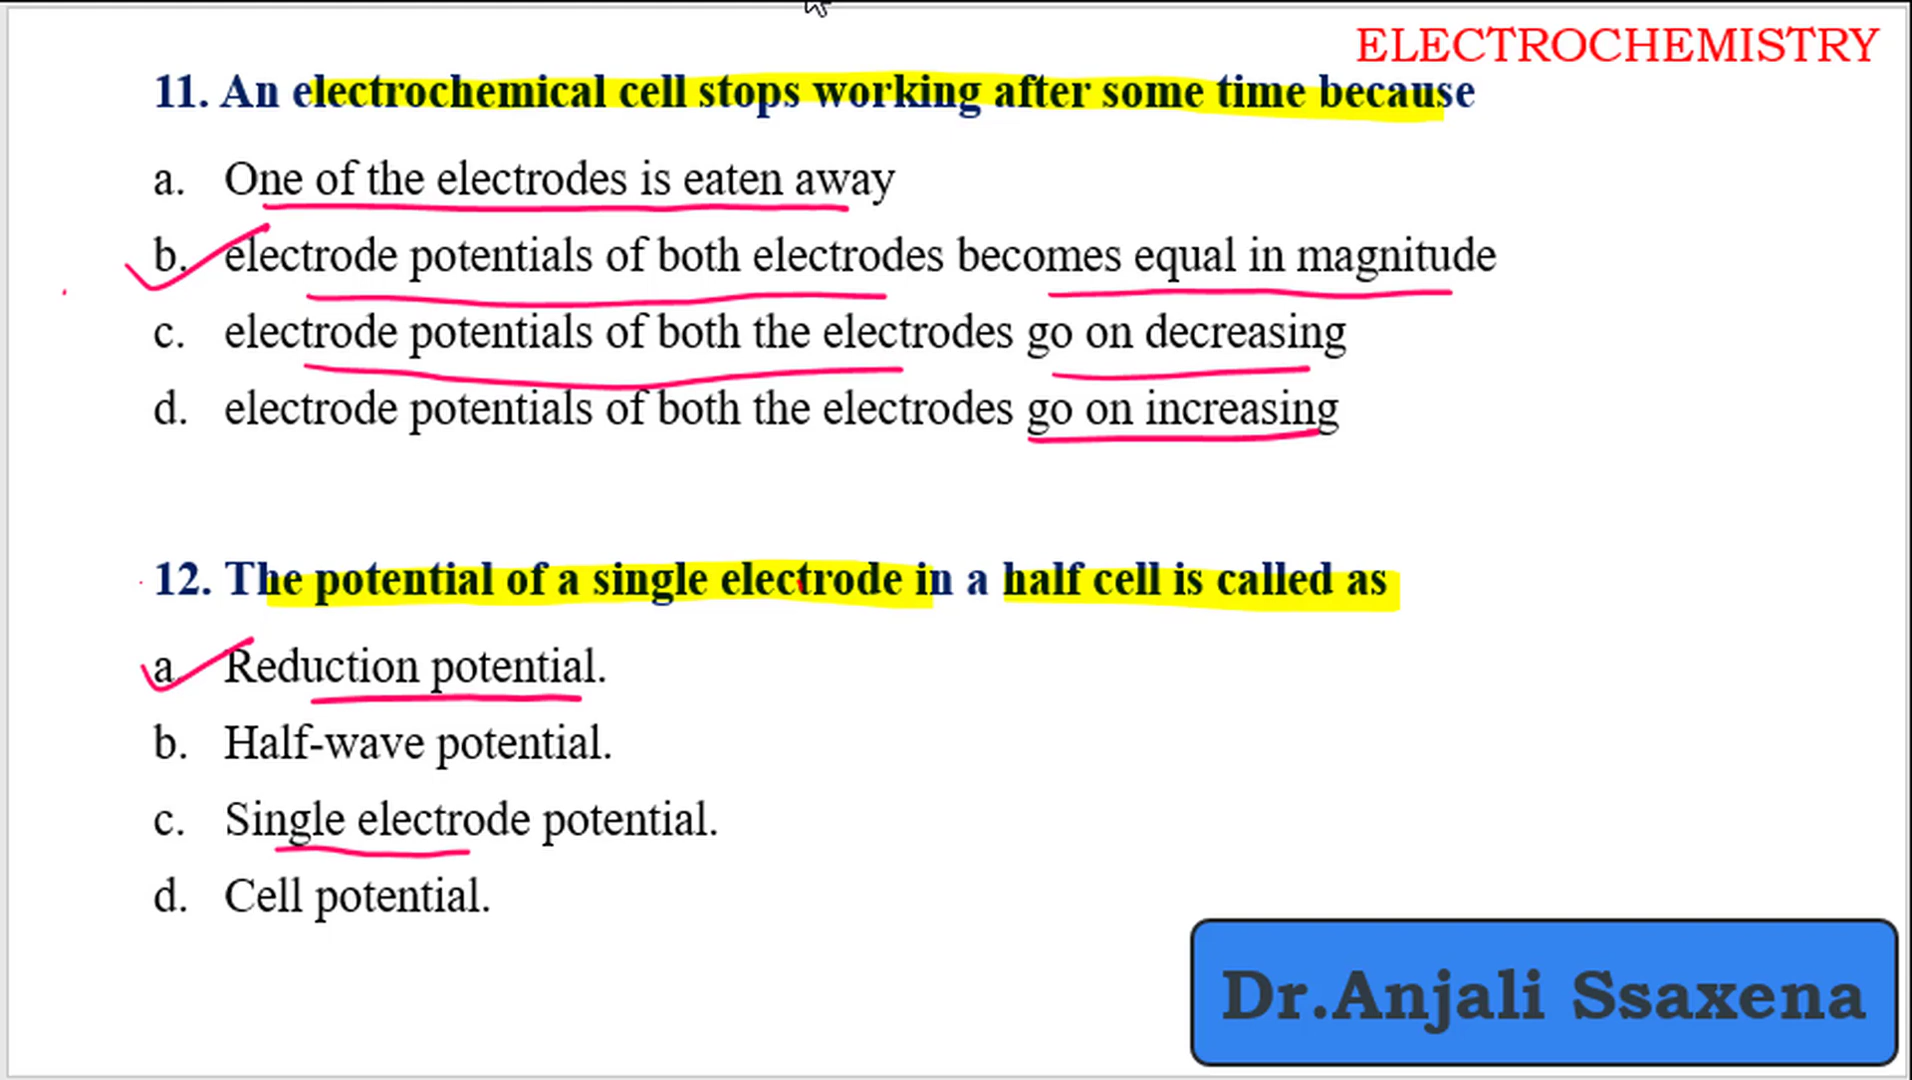 ELECTROCHEMISTRY
11. An electrochemical cell stops working after some time because
a. One of the electrodes is eaten away
b. electrode potentials of both electrodes becomes equal in magnitude
c. electrode potentials of both the electrodes go on decreasing
d. electrode potentials of both the electrodes go on increasing
12. The potential of a single electrode in a half cell is called as
a. Reduction potential.
b. Half-wave potential.
c. Single electrode potential.
d. Cell potential.
Dr.Anjali Ssaxena